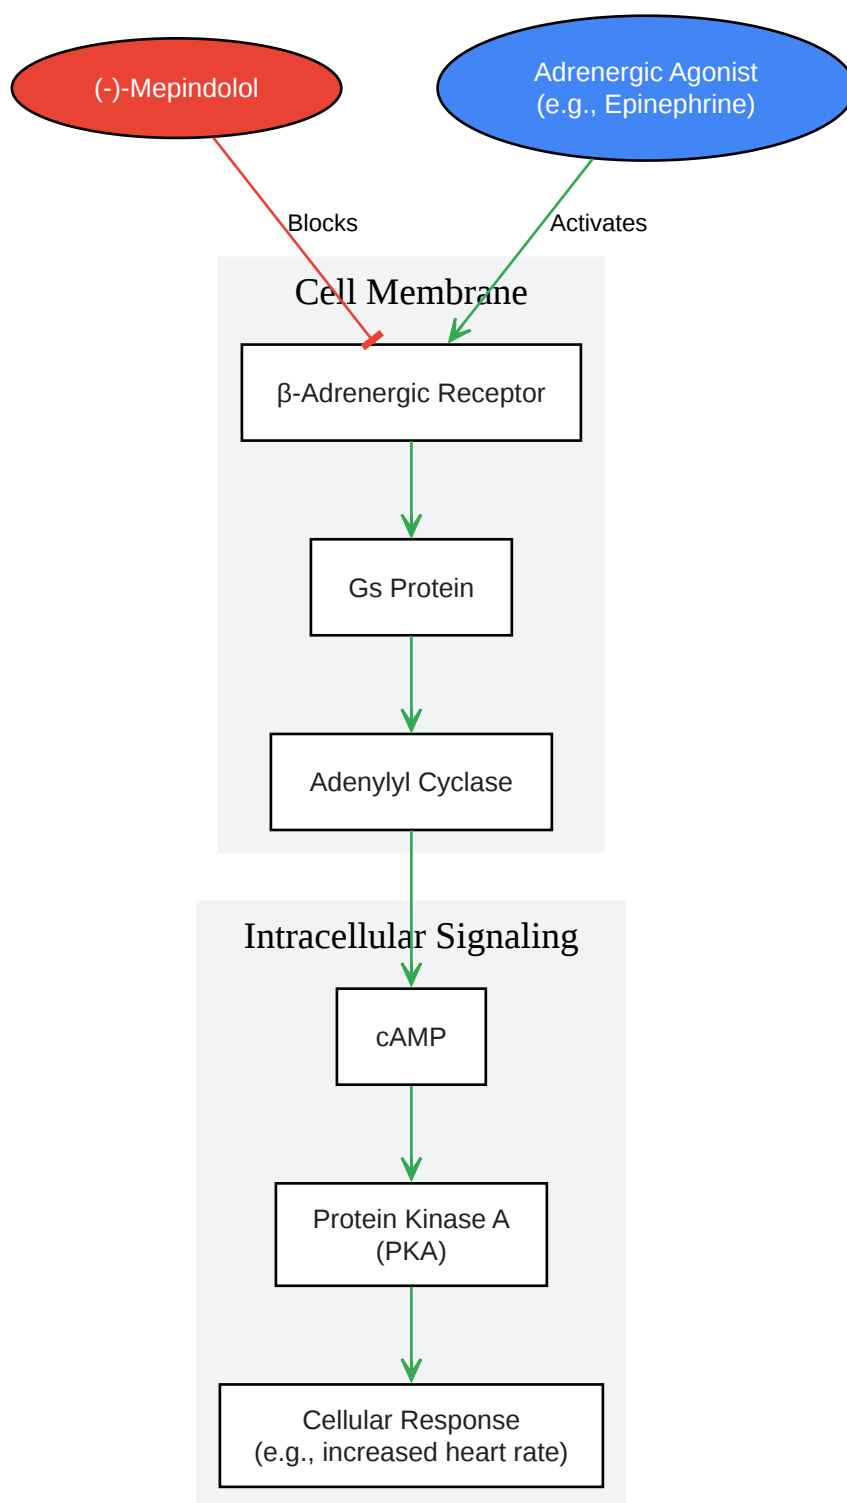 (-)-Mepindolol
Adrenergic Agonist
(e.g., Epinephrine)
Blocks
Activates
Cell Membrane
β-Adrenergic Receptor
Gs Protein
Adenylyl Cyclase
Intracellular Signaling
cAMP
Protein Kinase A
(PKA)
Cellular Response
(e.g., increased heart rate)